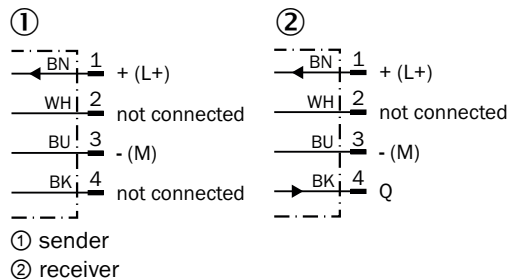 ① ②
BN 1 + (L+) BN 1 + (L+)
WH 2 not connected WH 2 not connected
BU 3 - (M) BU 3 - (M)
BK 4 not connected BK 4 Q
① sender
② receiver